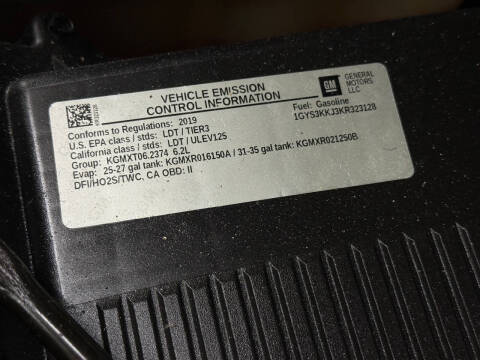 VEHICLE EMISSION
CONTROL INFORMATION
GM
GENERAL
MOTORS
LLC
Conforms to Regulations: 2019
U.S. EPA class / stds: LDT / TIER3
California class / stds: LDT / ULEV125
Group: KGMXT06.2374 6.2L
Evap: 25-27 gal tank: KGMXR016150A / 31-35 gal tank: KGMXR021250B
DFI/HO2S/TWC, CA OBD: II
Fuel: Gasoline
1GYS3KKJ3KR323128